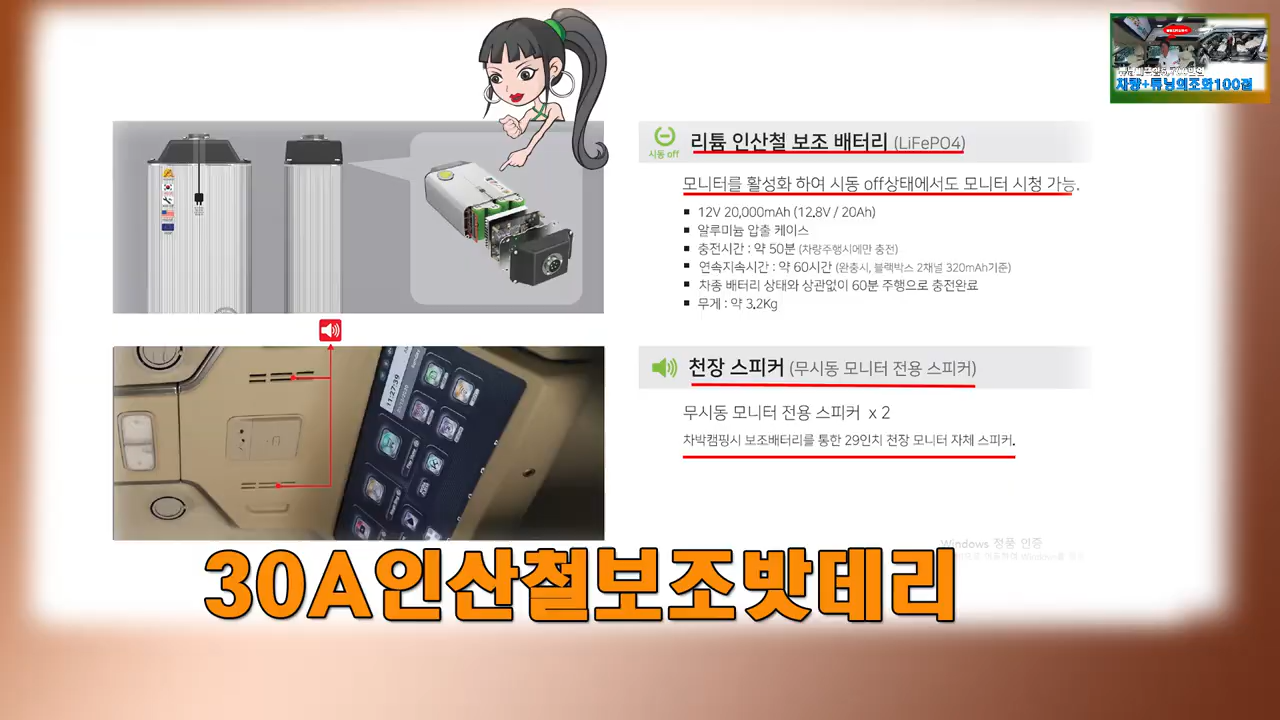 차량+튜닝의조화100걸
시동 off
리튬 인산철 보조 배터리 (LiFePO4)
모니터를 활성화 하여 시동 off상태에서도 모니터 시청 가능.
▪ 12V 20,000mAh (12.8V / 20Ah)
▪ 알루미늄 압출 케이스
▪ 충전시간 : 약 50분 (차량주행시에만 충전)
▪ 연속지속시간 : 약 60시간 (완충시, 블랙박스 2채널 320mAh기준)
▪ 차종 배터리 상태와 상관없이 60분 주행으로 충전완료
▪ 무게 : 약 3.2Kg
천장 스피커 (무시동 모니터 전용 스피커)
무시동 모니터 전용 스피커 x 2
차박캠핑시 보조배터리를 통한 29인치 천장 모니터 자체 스피커.
11:27:39
Windows 정품 인증
30A인산철보조밧데리